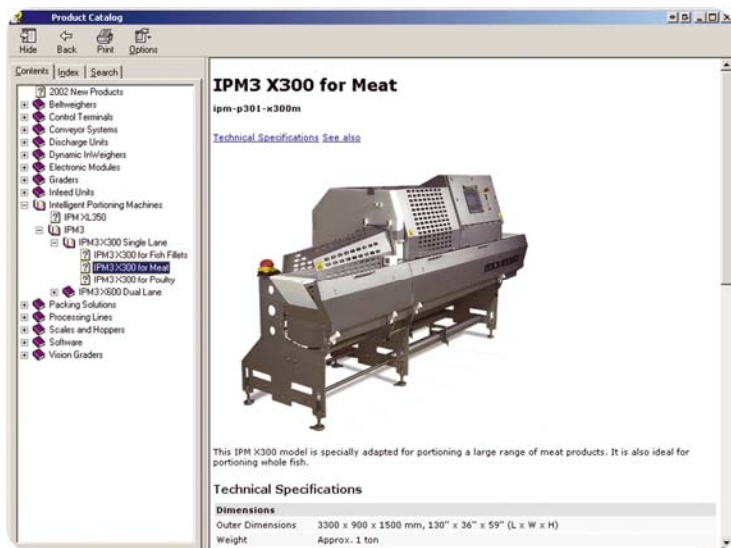 Product Catalog
Hide Back Print Options
Contents Index Search
2002 New Products
Beltweighers
Control Terminals
Conveyor Systems
Discharge Units
Dynamic InWeighers
Electronic Modules
Graders
Infeed Units
Intelligent Portioning Machines
IPM XL350
IPM3
IPM3 X300 Single Lane
IPM3 X300 for Fish Fillets
IPM3 X300 for Meat
IPM3 X300 for Poultry
IPM3 X600 Dual Lane
Packing Solutions
Processing Lines
Scales and Hoppers
Software
Vision Graders
IPM3 X300 for Meat
ipm-p301-x300m
Technical Specifications See also
This IPM X300 model is specially adapted for portioning a large range of meat products. It is also ideal for
portioning whole fish.
Technical Specifications
Dimensions
Outer Dimensions 3300 x 900 x 1500 mm, 130" x 36" x 59" (L x W x H)
Weight Approx. 1 ton